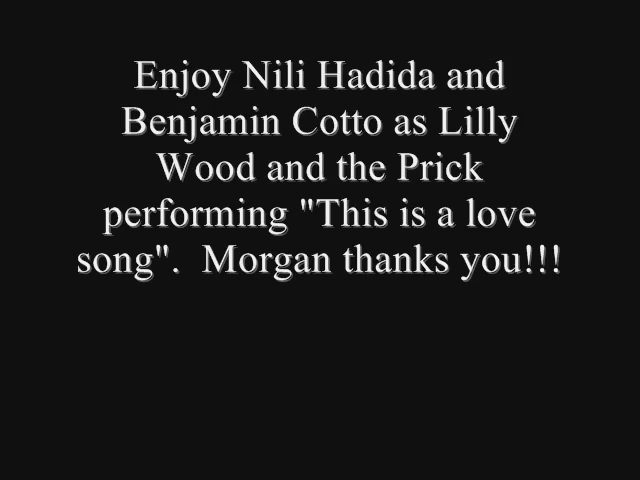 Enjoy Nili Hadida and
Benjamin Cotto as Lilly
Wood and the Prick
performing "This is a love
song".  Morgan thanks you!!!